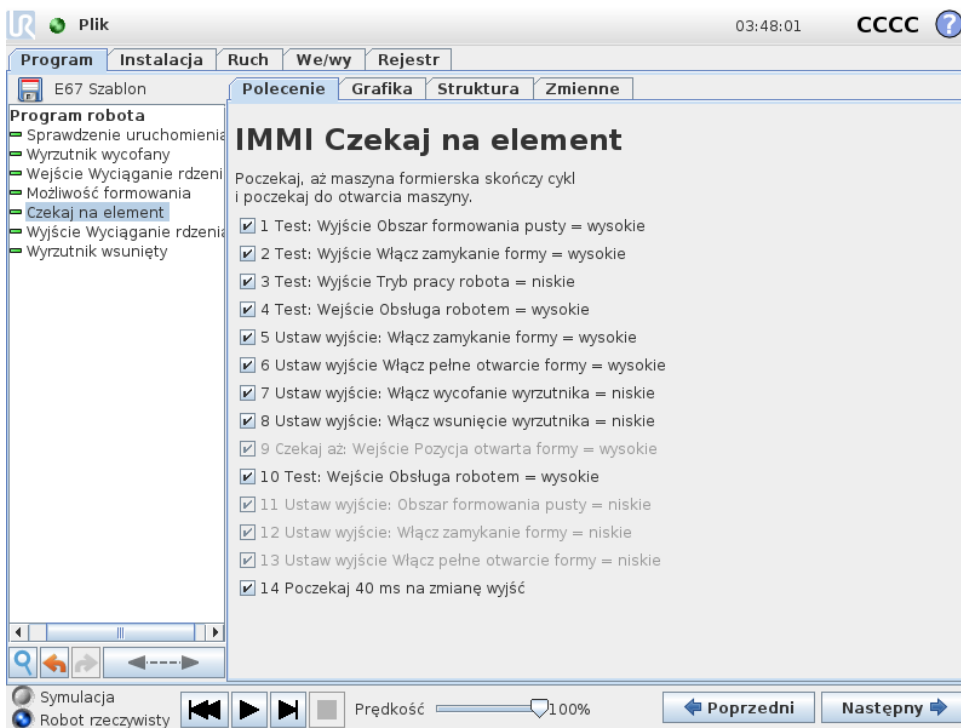 UR Plik 03:48:01 CCCC ?
Program Instalacja Ruch We/wy Rejestr
E67 Szablon
Polecenie Grafika Struktura Zmienne
Program robota
Sprawdzenie uruchomienia
Wyrzutnik wycofany
Wejście Wyciąganie rdzeni
Możliwość formowania
Czekaj na element
Wyjście Wyciąganie rdzenia
Wyrzutnik wsunięty
IMMI Czekaj na element
Poczekaj, aż maszyna formierska skończy cykl
i poczekaj do otwarcia maszyny.
1 Test: Wyjście Obszar formowania pusty = wysokie
2 Test: Wyjście Włącz zamykanie formy = wysokie
3 Test: Wyjście Tryb pracy robota = niskie
4 Test: Wejście Obsługa robotem = wysokie
5 Ustaw wyjście: Włącz zamykanie formy = wysokie
6 Ustaw wyjście Włącz pełne otwarcie formy = wysokie
7 Ustaw wyjście: Włącz wycofanie wyrzutnika = niskie
8 Ustaw wyjście: Włącz wsunięcie wyrzutnika = niskie
9 Czekaj aż: Wejście Pozycja otwarta formy = wysokie
10 Test: Wejście Obsługa robotem = wysokie
11 Ustaw wyjście: Obszar formowania pusty = niskie
12 Ustaw wyjście: Włącz zamykanie formy = niskie
13 Ustaw wyjście Włącz pełne otwarcie formy = niskie
14 Poczekaj 40 ms na zmianę wyjść
Symulacja
Robot rzeczywisty
Prędkość 100%
Poprzedni Następny